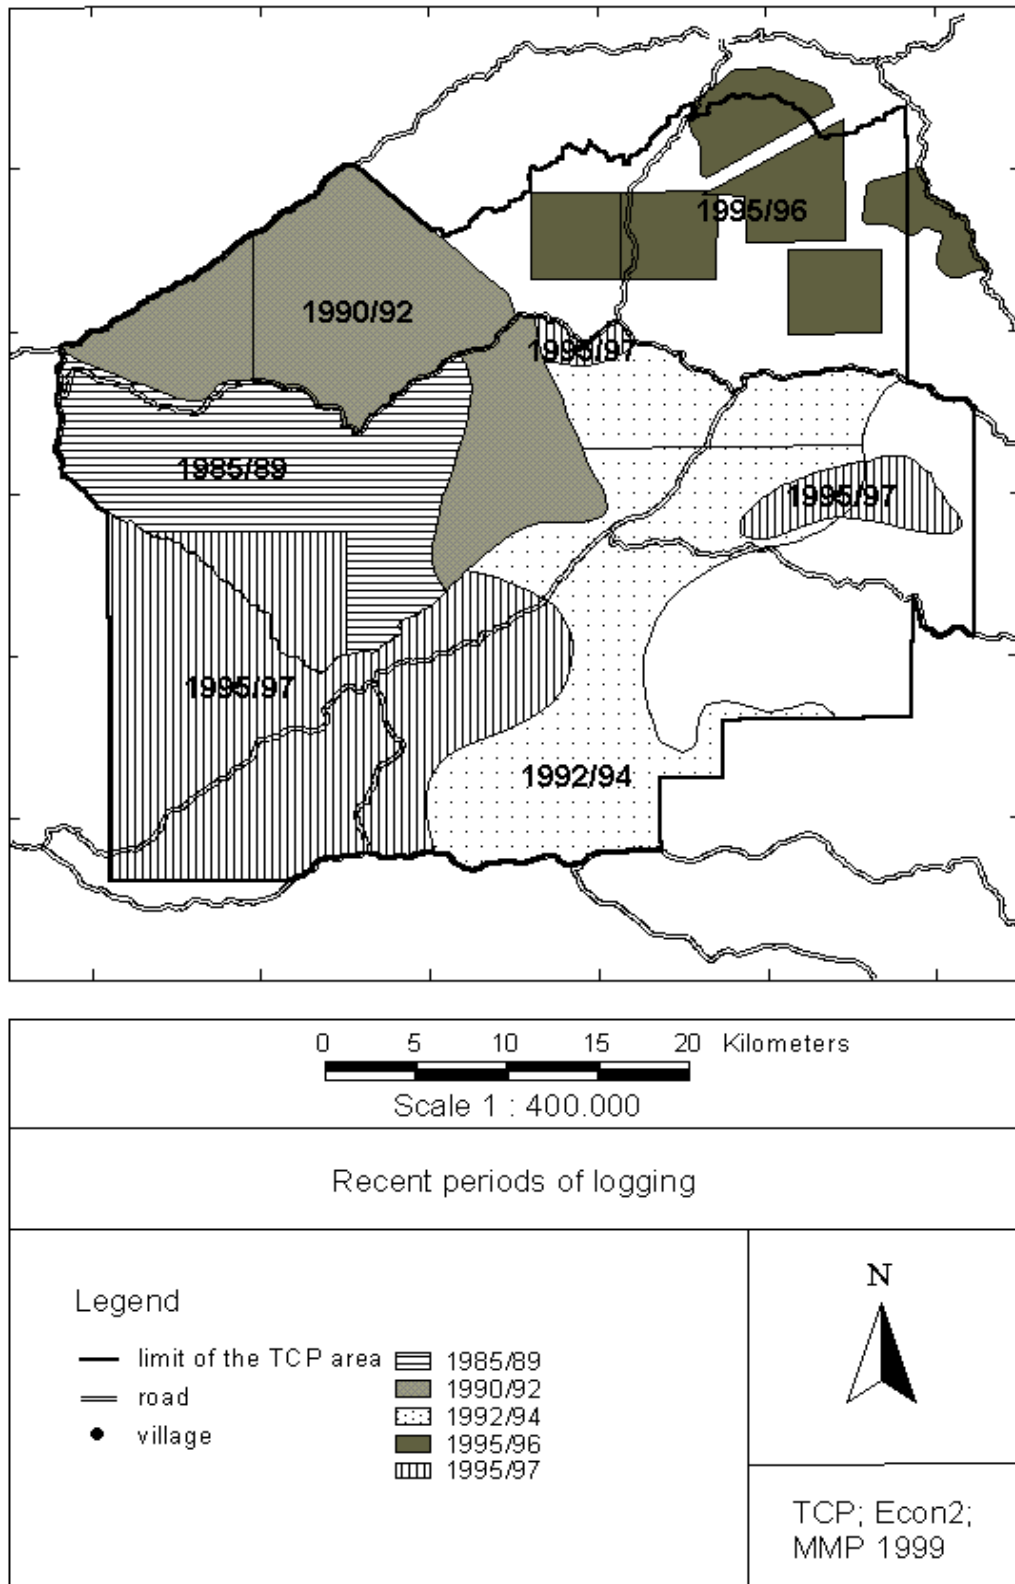 1995/96
1990/92
1995/97
1985/89
1995/97
1995/97
1992/94
0 5 10 15 20 Kilometers
Scale 1 : 400.000
Recent periods of logging
Legend
limit of the TCP area
road
village
1985/89
1990/92
1992/94
1995/96
1995/97
N
TCP; Econ2;
MMP 1999